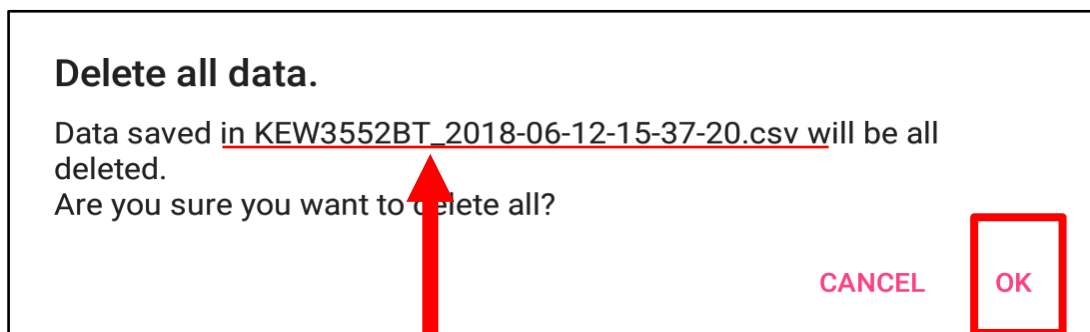 Delete all data.
Data saved in KEW3552BT_2018-06-12-15-37-20.csv will be all
deleted.
Are you sure you want to delete all?
CANCEL OK